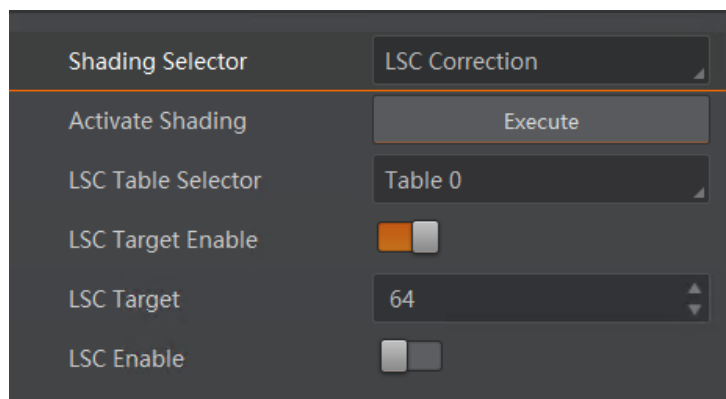 Shading Selector LSC Correction
Activate Shading Execute
LSC Table Selector Table 0
LSC Target Enable
LSC Target 64
LSC Enable